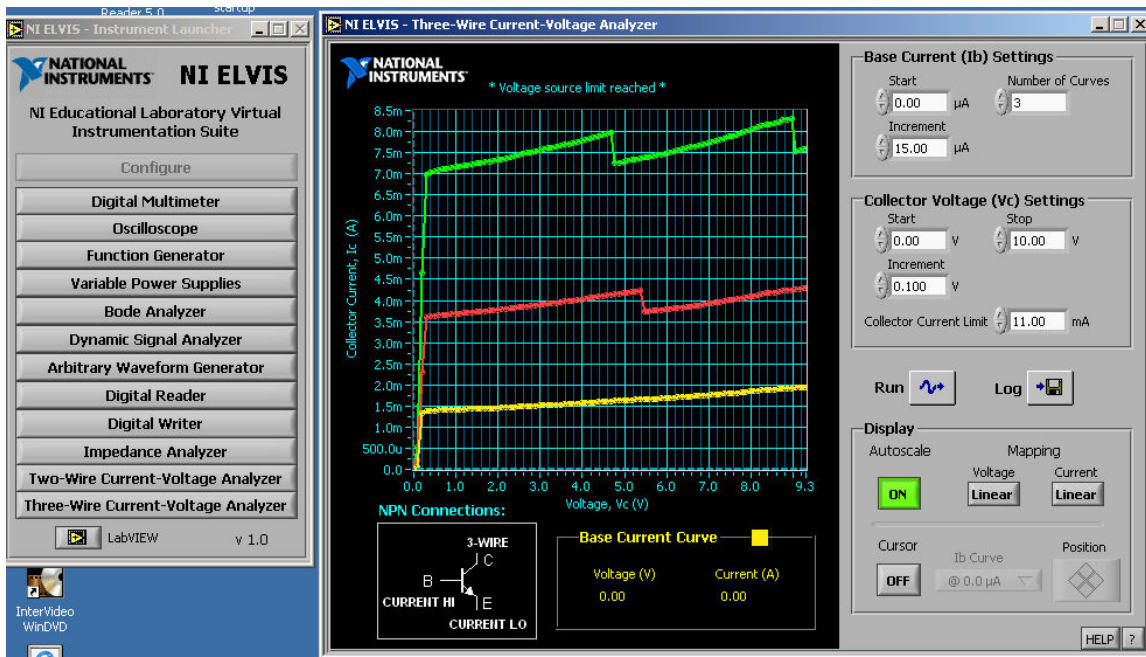 Reader 5.0
startup
NI ELVIS - Instrument Launcher
NATIONAL
INSTRUMENTS
NI ELVIS
NI Educational Laboratory Virtual
Instrumentation Suite
Configure
Digital Multimeter
Oscilloscope
Function Generator
Variable Power Supplies
Bode Analyzer
Dynamic Signal Analyzer
Arbitrary Waveform Generator
Digital Reader
Digital Writer
Impedance Analyzer
Two-Wire Current-Voltage Analyzer
Three-Wire Current-Voltage Analyzer
LabVIEW v 1.0
InterVideo
WinDVD
NI ELVIS - Three-Wire Current-Voltage Analyzer
NATIONAL
INSTRUMENTS
* Voltage source limit reached *
Collector Current, Ic (A)
8.5m
8.0m
7.5m
7.0m
6.5m
6.0m
5.5m
5.0m
4.5m
4.0m
3.5m
3.0m
2.5m
2.0m
1.5m
1.0m
500.0u
0.0
0.0 1.0 2.0 3.0 4.0 5.0 6.0 7.0 8.0 9.3
Voltage, Vc (V)
NPN Connections:
3-WIRE
C
B
CURRENT HI
E
CURRENT LO
Base Current Curve
Voltage (V) Current (A)
0.00 0.00
Base Current (Ib) Settings
Start Number of Curves
0.00 µA 3
Increment
15.00 µA
Collector Voltage (Vc) Settings
Start Stop
0.00 V 10.00 V
Increment
0.100 V
Collector Current Limit 11.00 mA
Run Log
Display
Autoscale Mapping
Voltage Current
ON Linear Linear
Cursor Ib Curve Position
OFF @ 0.0 µA
HELP ?